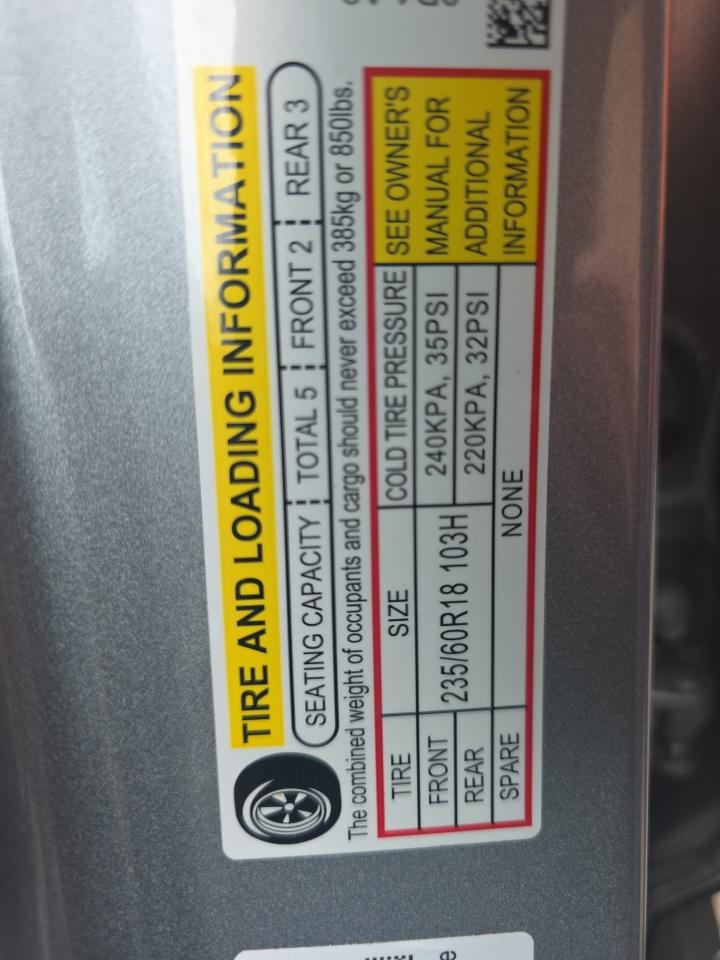 TIRE AND LOADING INFORMATION
SEATING CAPACITY TOTAL 5 FRONT 2 REAR 3
The combined weight of occupants and cargo should never exceed 385kg or 850lbs.
TIRE SIZE COLD TIRE PRESSURE SEE OWNER'S
FRONT 235/60R18 103H 240KPA, 35PSI MANUAL FOR
REAR 220KPA, 32PSI ADDITIONAL
SPARE NONE INFORMATION